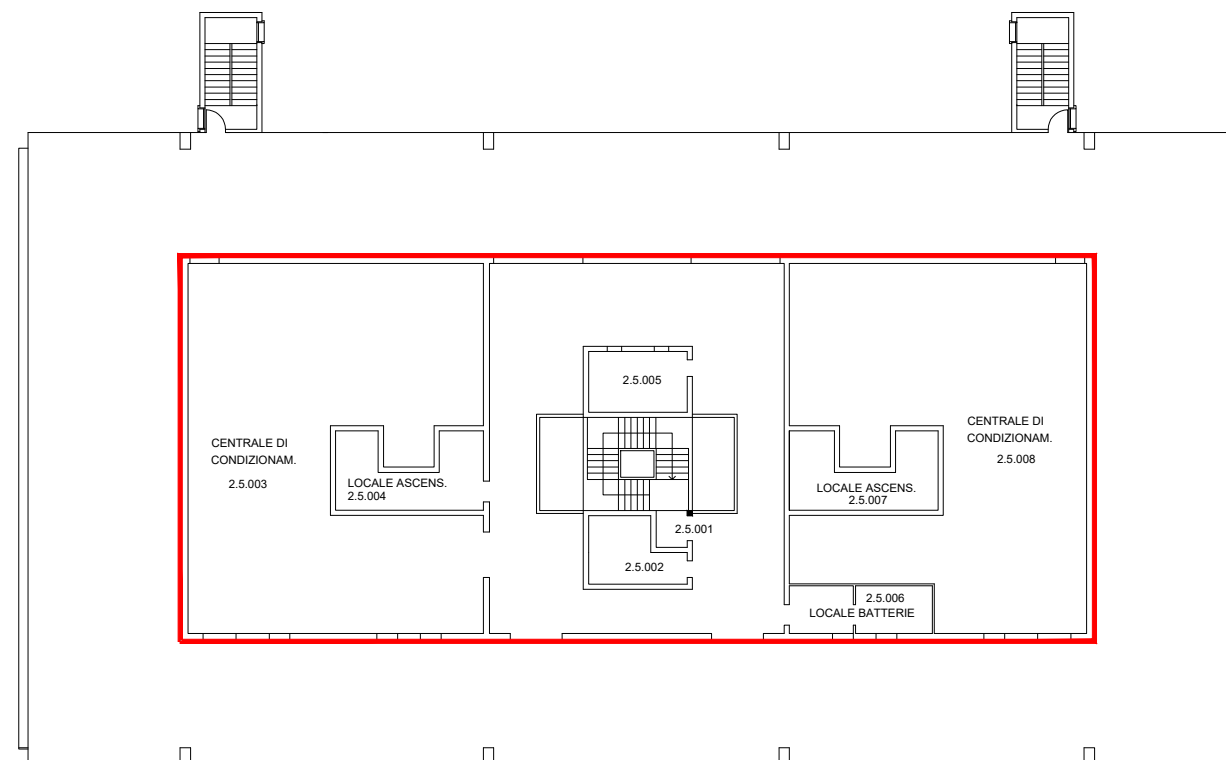 2.5.005
CENTRALE DI
CONDIZIONAM.
2.5.003
LOCALE ASCENS.
2.5.004
2.5.001
2.5.002
CENTRALE DI
CONDIZIONAM.
2.5.008
LOCALE ASCENS.
2.5.007
2.5.006
LOCALE BATTERIE